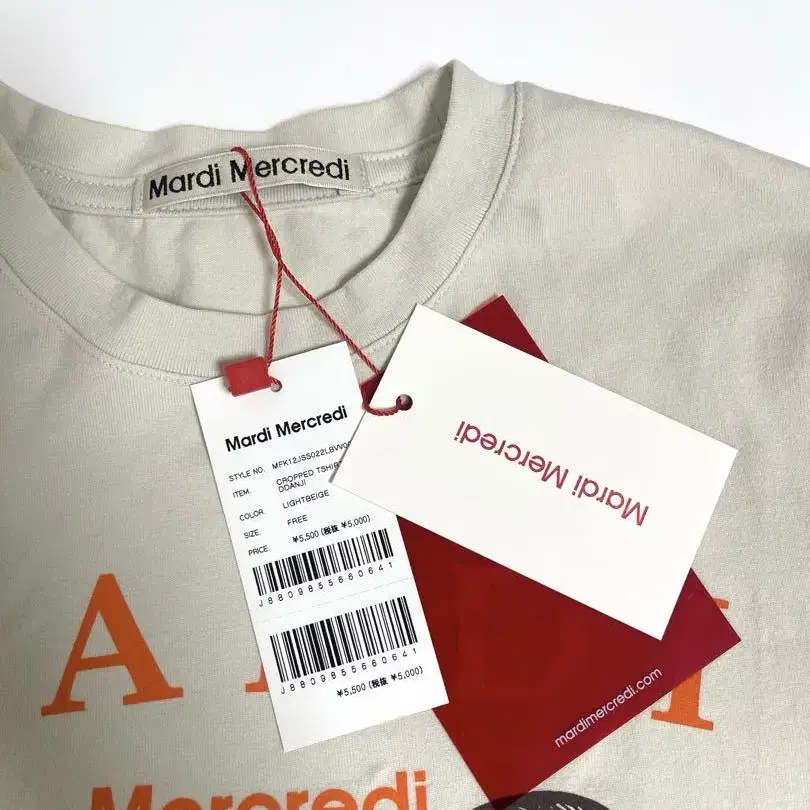 Mardi Mercredi
Mardi Mercredi
STYLE NO. MFK12JSS022LBVV0
ITEM. CROPPED TSHIR
DDANJI
COLOR. LIGHTBEIGE
SIZE. FREE
PRICE. ¥5,500 (税抜 ¥5,000)
J8809855660641
J8809855660641
¥5,500 (税抜 ¥5,000)
Mardi Mercredi
mardimercredi.com
A
Mercredi